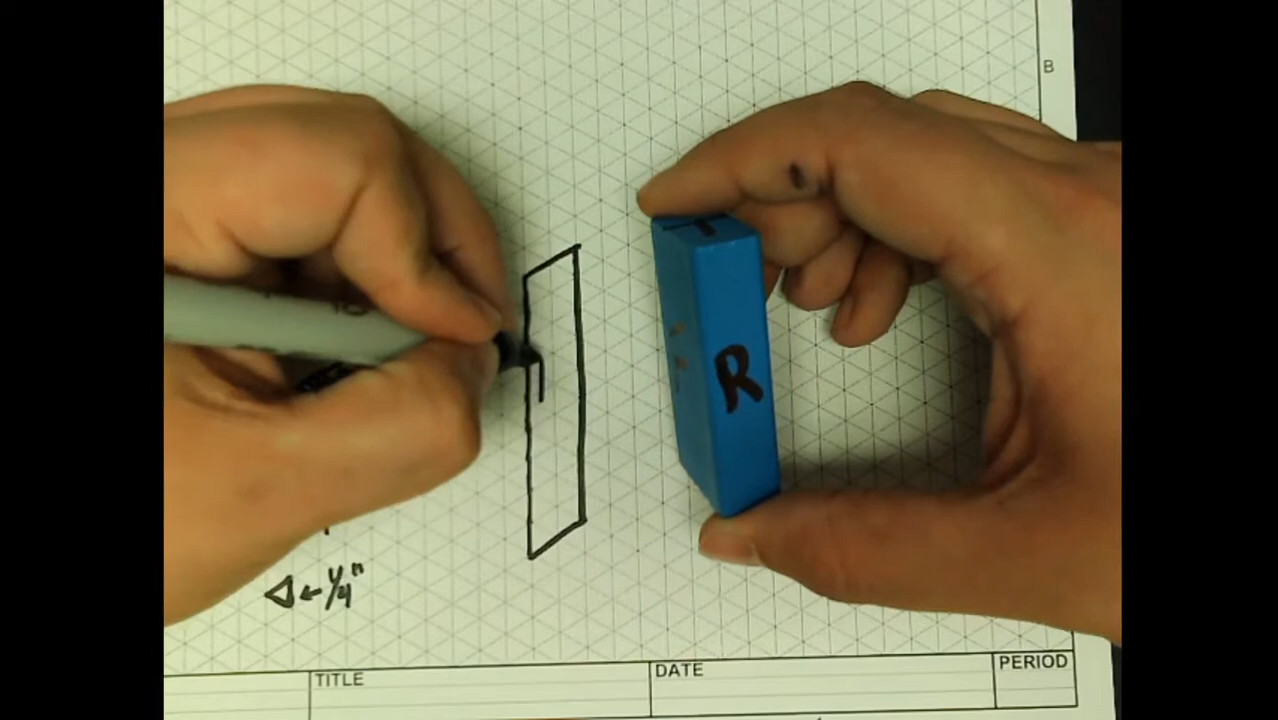 B
R
← 1/4"
TITLE
DATE
PERIOD